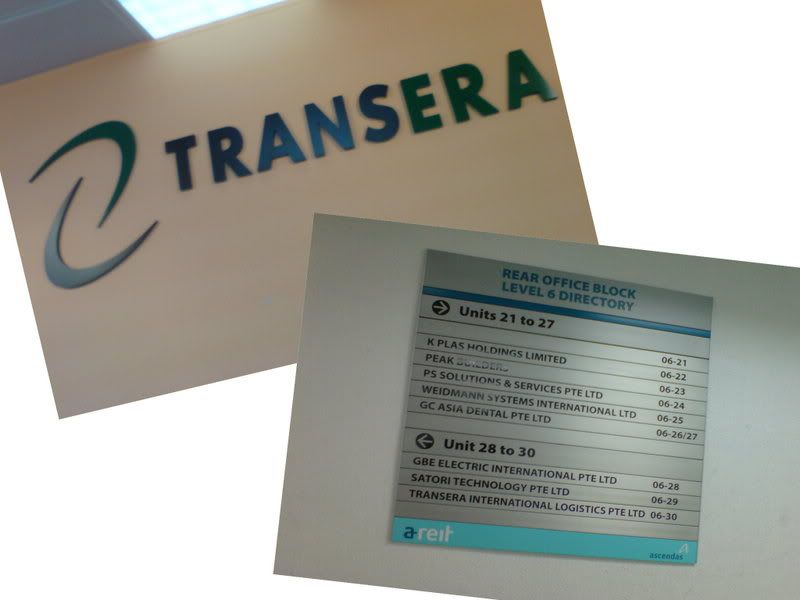 TRANSERA
REAR OFFICE BLOCK
LEVEL 6 DIRECTORY
Units 21 to 27
K PLAS HOLDINGS LIMITED 06-21
PEAK BUILDERS 06-22
PS SOLUTIONS & SERVICES PTE LTD 06-23
WEIDMANN SYSTEMS INTERNATIONAL LTD 06-24
GC ASIA DENTAL PTE LTD 06-25
06-26/27
Unit 28 to 30
GBE ELECTRIC INTERNATIONAL PTE LTD 06-28
SATORI TECHNOLOGY PTE LTD 06-29
TRANSERA INTERNATIONAL LOGISTICS PTE LTD 06-30
a-reit
ascendas